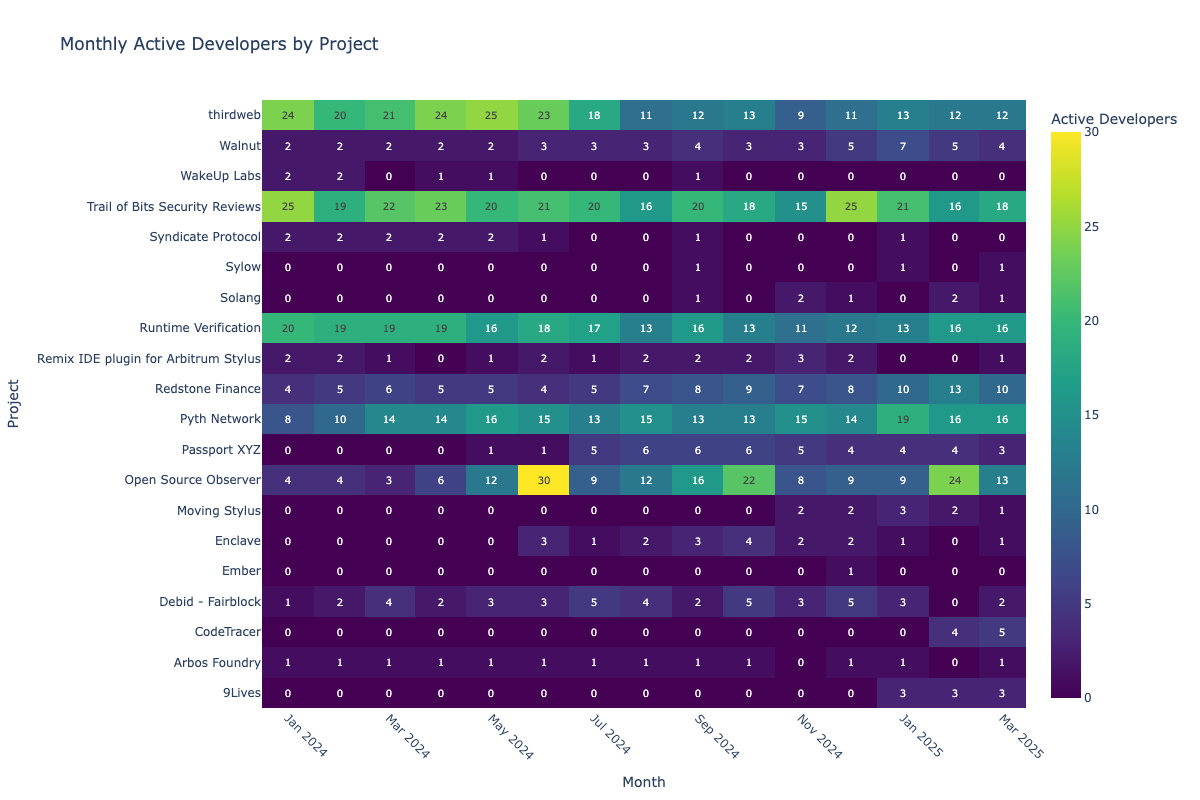 Monthly Active Developers by Project
Active Developers
thirdweb 24 20 21 24 25 23 18 11 12 13 9 11 13 12 12
Walnut 2 2 2 2 2 3 3 3 4 3 3 5 7 5 4
WakeUp Labs 2 2 0 1 1 0 0 0 1 0 0 0 0 0 0
Trail of Bits Security Reviews 25 19 22 23 20 21 20 16 20 18 15 25 21 16 18
Syndicate Protocol 2 2 2 2 2 1 0 0 1 0 0 0 1 0 0
Sylow 0 0 0 0 0 0 0 0 1 0 0 0 1 0 1
Solang 0 0 0 0 0 0 0 0 1 0 2 1 0 2 1
Runtime Verification 20 19 19 19 16 18 17 13 16 13 11 12 13 16 16
Remix IDE plugin for Arbitrum Stylus 2 2 1 0 1 2 1 2 2 2 3 2 0 0 1
Redstone Finance 4 5 6 5 5 4 5 7 8 9 7 8 10 13 10
Pyth Network 8 10 14 14 16 15 13 15 13 13 15 14 19 16 16
Passport XYZ 0 0 0 0 1 1 5 6 6 6 5 4 4 4 3
Open Source Observer 4 4 3 6 12 30 9 12 16 22 8 9 9 24 13
Moving Stylus 0 0 0 0 0 0 0 0 0 0 2 2 3 2 1
Enclave 0 0 0 0 0 3 1 2 3 4 2 2 1 0 1
Ember 0 0 0 0 0 0 0 0 0 0 0 1 0 0 0
Debid - Fairblock 1 2 4 2 3 3 5 4 2 5 3 5 3 0 2
CodeTracer 0 0 0 0 0 0 0 0 0 0 0 0 0 4 5
Arbos Foundry 1 1 1 1 1 1 1 1 1 1 0 1 1 0 1
9Lives 0 0 0 0 0 0 0 0 0 0 0 0 3 3 3
Jan 2024 Mar 2024 May 2024 Jul 2024 Sep 2024 Nov 2024 Jan 2025 Mar 2025
Month
Project
30
25
20
15
10
5
0